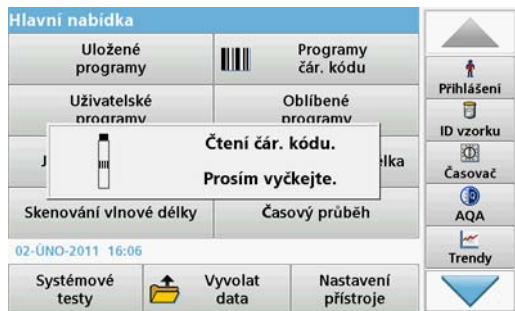 Hlavní nabídka
Uložené
programy
Programy
čár. kódu
Uživatelské
programy
Oblíbené
programy
Čtení čár. kódu.
Prosím vyčkejte.
J
elka
Skenování vlnové délky
Časový průběh
02-ÚNO-2011 16:06
Systémové
testy
Vyvolat
data
Nastavení
přístroje
Přihlášení
ID vzorku
Časovač
AQA
Trendy